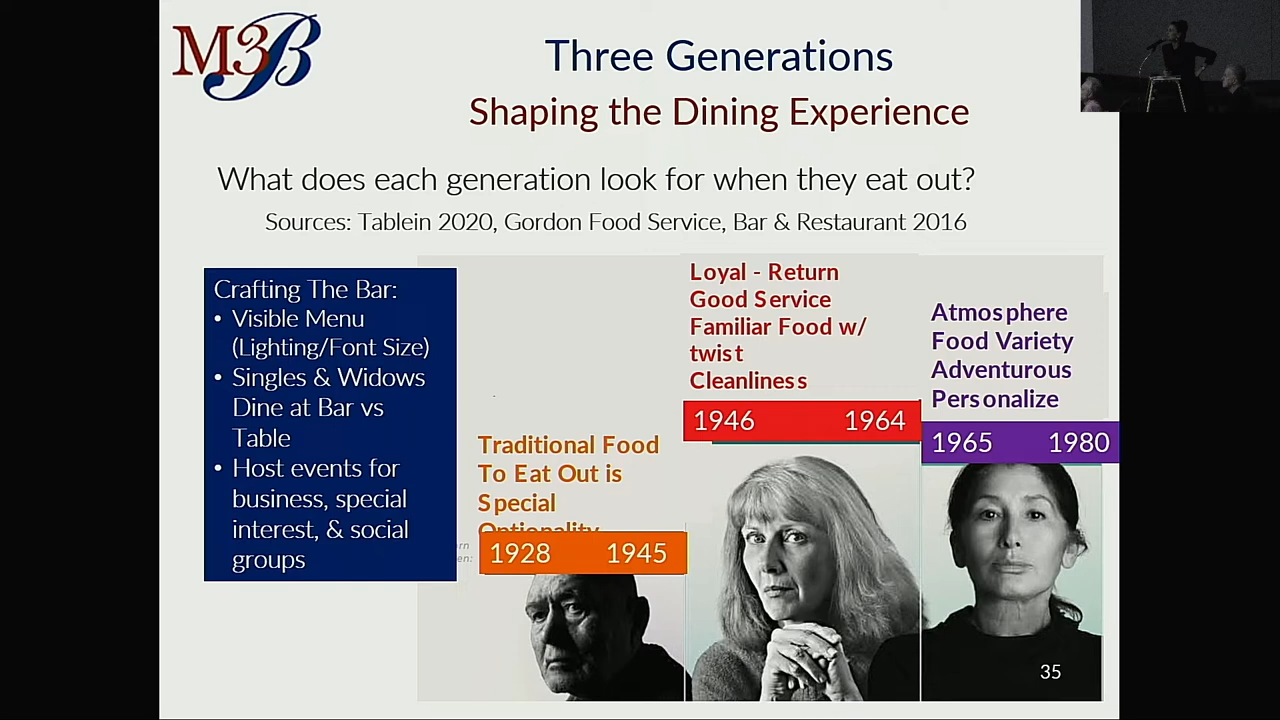 M3B
Three Generations
Shaping the Dining Experience
What does each generation look for when they eat out?
Sources: Tablein 2020, Gordon Food Service, Bar & Restaurant 2016
Crafting The Bar:
• Visible Menu
(Lighting/Font Size)
• Singles & Widows
Dine at Bar vs
Table
• Host events for
business, special
interest, & social
groups
Traditional Food
To Eat Out is
Special
Optionality
1928 1945
Loyal - Return
Good Service
Familiar Food w/
twist
Cleanliness
1946 1964
Atmosphere
Food Variety
Adventurous
Personalize
1965 1980
35